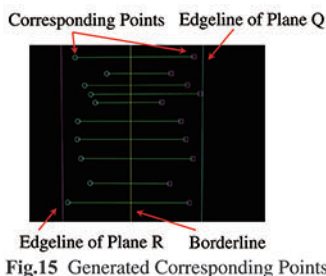 Corresponding Points Edgeline of Plane Q
Edgeline of Plane R Borderline
Fig.15 Generated Corresponding Points